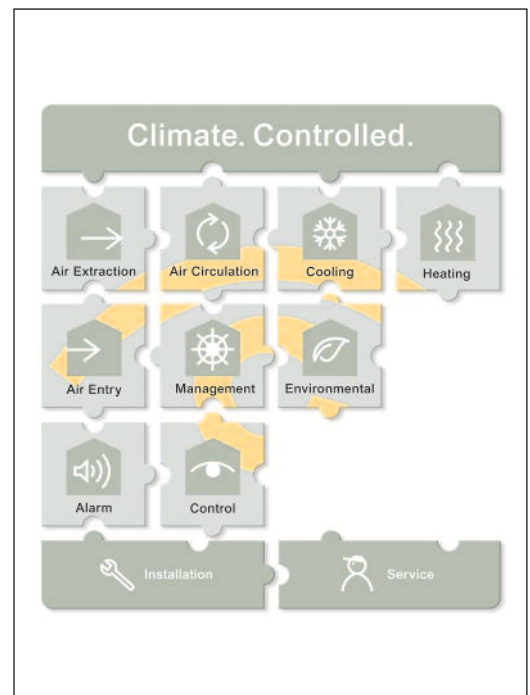 Climate. Controlled.
Air Extraction
Air Circulation
Cooling
Heating
Air Entry
Management
Environmental
Alarm
Control
Installation
Service